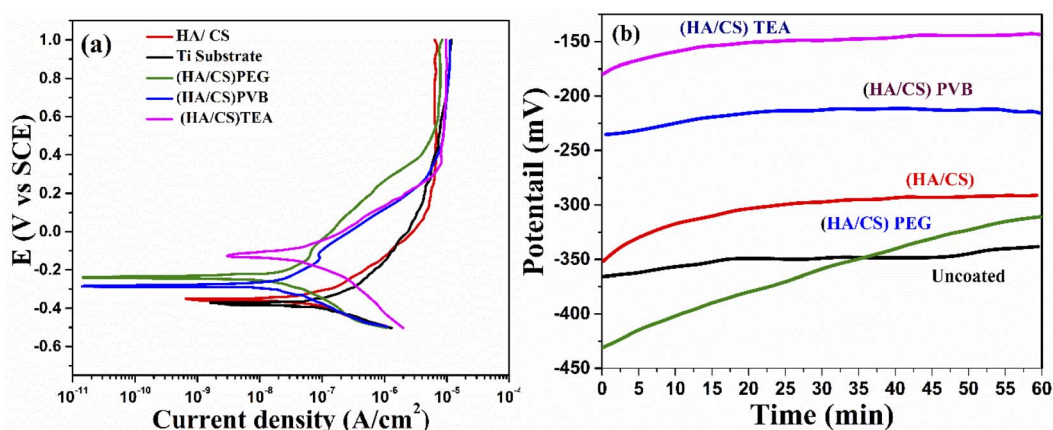 (a)
HA/ CS
Ti Substrate
(HA/CS)PEG
(HA/CS)PVB
(HA/CS)TEA
E (V vs SCE)
1.0
0.8
0.6
0.4
0.2
0.0
-0.2
-0.4
-0.6
10⁻¹¹ 10⁻¹⁰ 10⁻⁹ 10⁻⁸ 10⁻⁷ 10⁻⁶ 10⁻⁵ 10⁻⁴
Current density (A/cm²)
(b)
(HA/CS) TEA
(HA/CS) PVB
(HA/CS)
(HA/CS) PEG
Uncoated
Potentail (mV)
-150
-200
-250
-300
-350
-400
-450
0 5 10 15 20 25 30 35 40 45 50 55 60
Time (min)